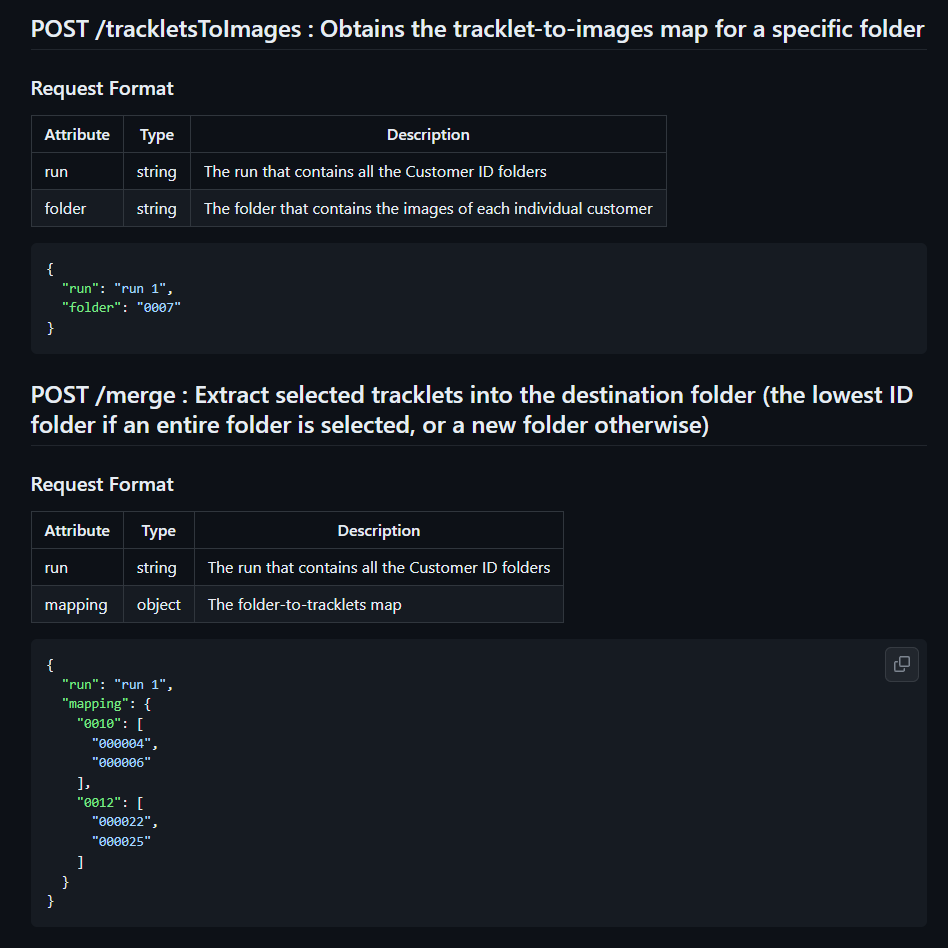 POST /trackletsToImages : Obtains the tracklet-to-images map for a specific folder
Request Format
Attribute Type Description
run string The run that contains all the Customer ID folders
folder string The folder that contains the images of each individual customer
{
"run": "run 1",
"folder": "0007"
}
POST /merge : Extract selected tracklets into the destination folder (the lowest ID
folder if an entire folder is selected, or a new folder otherwise)
Request Format
Attribute Type Description
run string The run that contains all the Customer ID folders
mapping object The folder-to-tracklets map
{
"run": "run 1",
"mapping": {
"0010": [
"000004",
"000006"
],
"0012": [
"000022",
"000025"
]
}
}